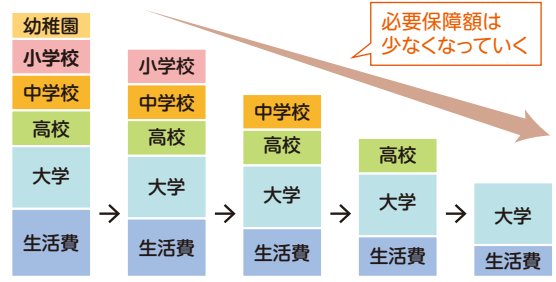 必要保障額は
少なくなっていく
幼稚園
小学校
中学校
高校
大学
生活費
小学校
中学校
高校
大学
生活費
中学校
高校
大学
生活費
高校
大学
生活費
大学
生活費